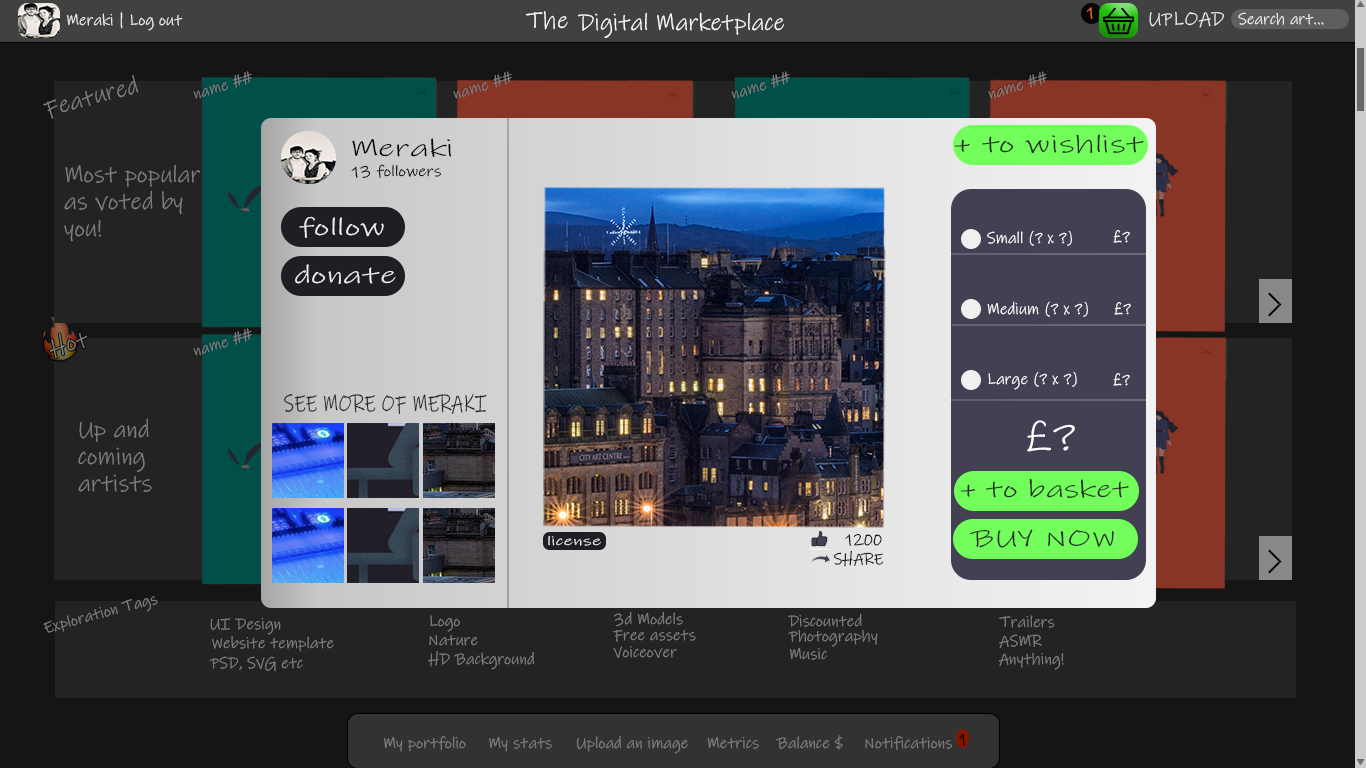 Meraki | Log out
The Digital Marketplace
1
UPLOAD
Search art...
Featured
name ##
name ##
name ##
name ##
Most popular
as voted by
you!
Meraki
13 followers
follow
donate
SEE MORE OF MERAKI
CITY ART CENTRE
license
1200
SHARE
+ to wishlist
Small (? x ?) £?
Medium (? x ?) £?
Large (? x ?) £?
£?
+ to basket
BUY NOW
Hot
name ##
Up and
coming
artists
Exploration Tags
UI Design
Website template
PSD, SVG etc
Logo
Nature
HD Background
3d Models
Free assets
Voiceover
Discounted
Photography
Music
Trailers
ASMR
Anything!
My portfolio
My stats
Upload an image
Metrics
Balance $
Notifications
1